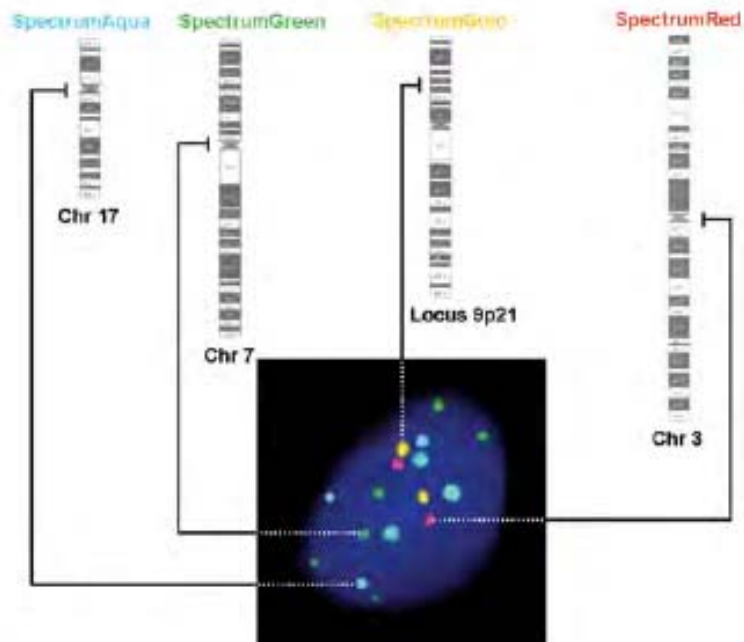 SpectrumAqua SpectrumGreen SpectrumGold SpectrumRed
Chr 17
Locus 9p21
Chr 7
Chr 3